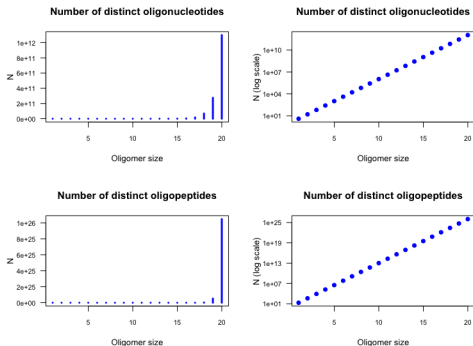 Number of distinct oligonucleotides
N
1e+12
8e+11
6e+11
4e+11
2e+11
0e+00
5 10 15 20
Oligomer size
Number of distinct oligonucleotides
N (log scale)
1e+10
1e+07
1e+04
1e+01
5 10 15 20
Oligomer size
Number of distinct oligopeptides
N
1e+26
8e+25
6e+25
4e+25
2e+25
0e+00
5 10 15 20
Oligomer size
Number of distinct oligopeptides
N (log scale)
1e+25
1e+19
1e+13
1e+07
1e+01
5 10 15 20
Oligomer size